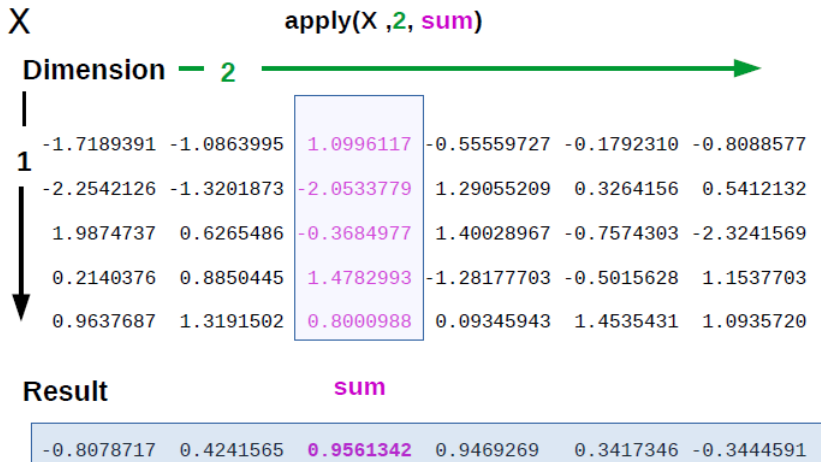 X
apply(X ,2, sum)
Dimension 2
1
-1.7189391 -1.0863995 1.0996117 -0.55559727 -0.1792310 -0.8088577
-2.2542126 -1.3201873 -2.0533779 1.29055209 0.3264156 0.5412132
1.9874737 0.6265486 -0.3684977 1.40028967 -0.7574303 -2.3241569
0.2140376 0.8850445 1.4782993 -1.28177703 -0.5015628 1.1537703
0.9637687 1.3191502 0.8000988 0.09345943 1.4535431 1.0935720
Result sum
-0.8078717 0.4241565 0.9561342 0.9469269 0.3417346 -0.3444591